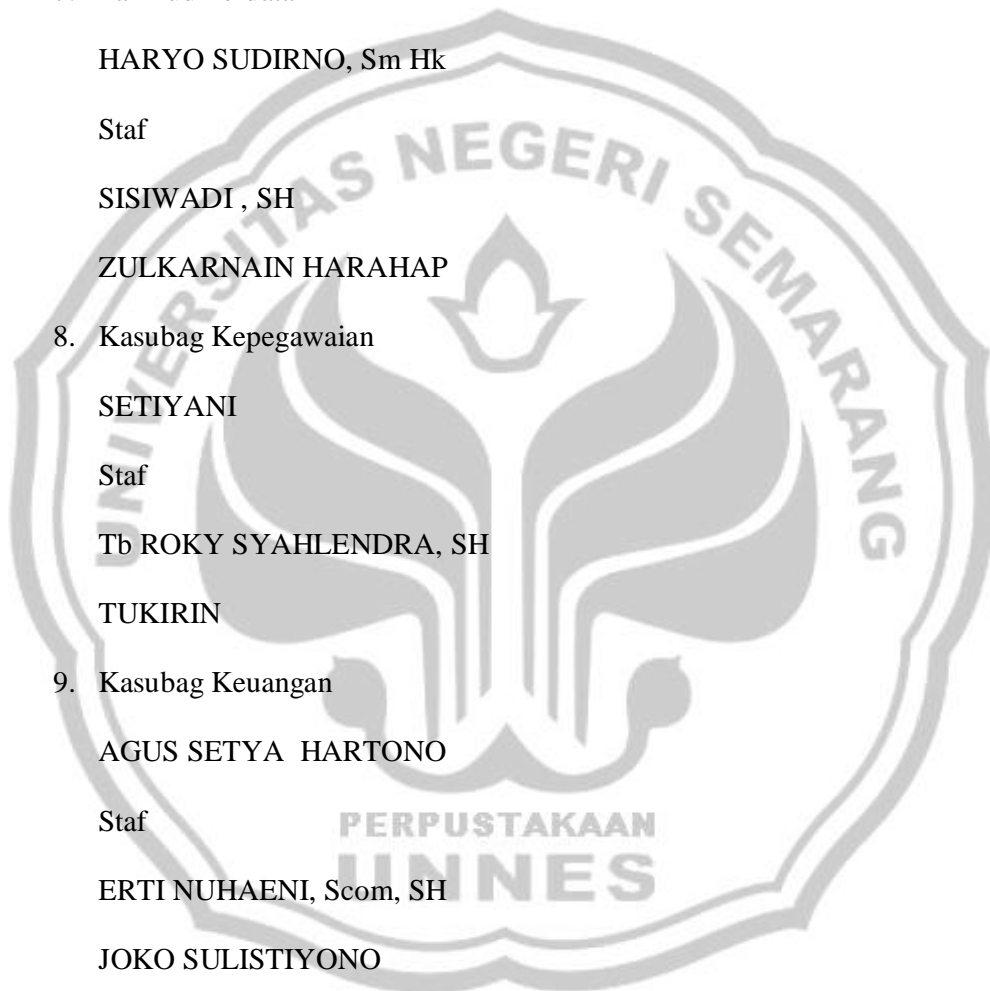 HARYO SUDIRNO, Sm Hk
Staf
SISIWADI , SH
ZULKARNAIN HARAHAP
8. Kasubag Kepegawaian
SETIYANI
Staf
Tb ROKY SYAHLENDRA, SH
TUKIRIN
9. Kasubag Keuangan
AGUS SETYA HARTONO
Staf
ERTI NUHAENI, Scom, SH
JOKO SULISTIYONO
UNIVERSITAS NEGERI SEMARANG
PERPUSTAKAAN
UNNES